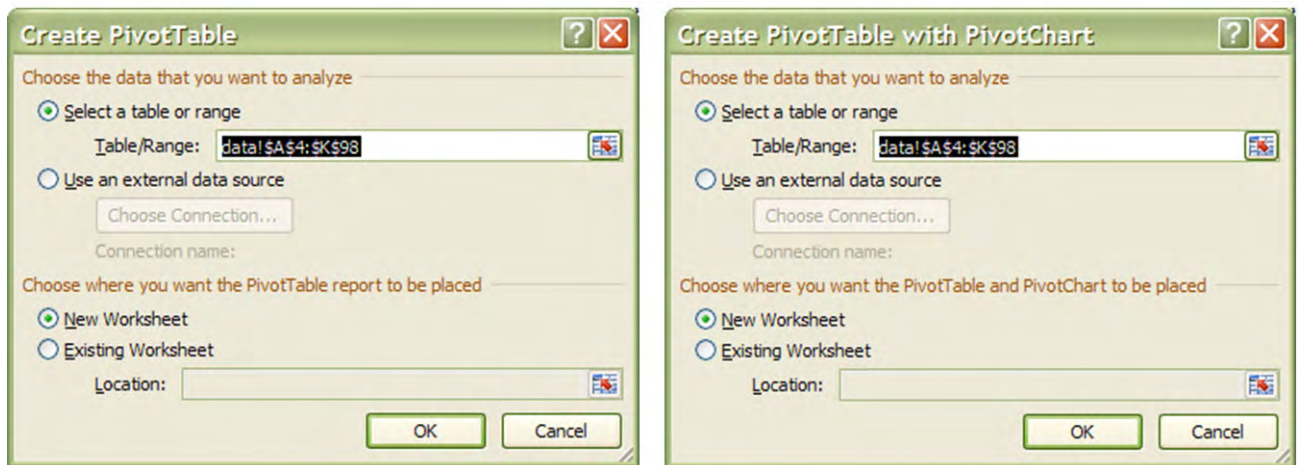 Create PivotTable
Choose the data that you want to analyze
Select a table or range
Table/Range: data!$A$4:$K$98
Use an external data source
Choose Connection...
Connection name:
Choose where you want the PivotTable report to be placed
New Worksheet
Existing Worksheet
Location:
OK Cancel
Create PivotTable with PivotChart
Choose the data that you want to analyze
Select a table or range
Table/Range: data!$A$4:$K$98
Use an external data source
Choose Connection...
Connection name:
Choose where you want the PivotTable and PivotChart to be placed
New Worksheet
Existing Worksheet
Location:
OK Cancel